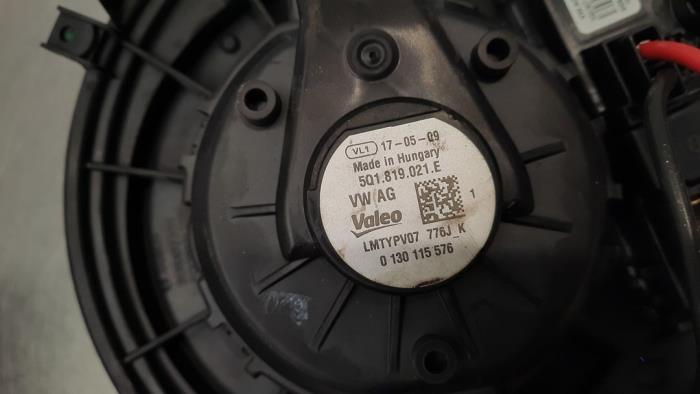 VL1 17-05-09
Made in Hungary
5Q1.819.021.E
VW AG
1
Valeo
LMTYPV07 776J_K
0 130 115 576